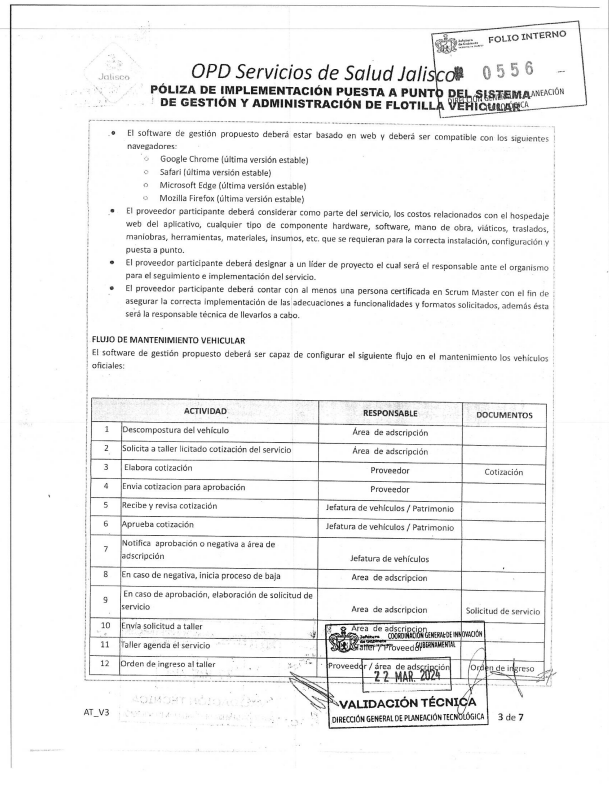 Jalisco
FOLIO INTERNO
0556
OPD Servicios de Salud Jalisco
PÓLIZA DE IMPLEMENTACIÓN PUESTA A PUNTO DEL SISTEMA
DE GESTIÓN Y ADMINISTRACIÓN DE FLOTILLA VEHICULAR
• El software de gestión propuesto deberá estar basado en web y deberá ser compatible con los siguientes
navegadores:
○ Google Chrome (última versión estable)
○ Safari (última versión estable)
○ Microsoft Edge (última versión estable)
○ Mozilla Firefox (última versión estable)
• El proveedor participante deberá considerar como parte del servicio, los costos relacionados con el hospedaje
web del aplicativo, cualquier tipo de componente hardware, software, mano de obra, viáticos, traslados,
maniobras, herramientas, materiales, insumos, etc. que se requieran para la correcta instalación, configuración y
puesta a punto.
• El proveedor participante deberá designar a un líder de proyecto el cual será el responsable ante el organismo
para el seguimiento e implementación del servicio.
• El proveedor participante deberá contar con al menos una persona certificada en Scrum Master con el fin de
asegurar la correcta implementación de las adecuaciones a funcionalidades y formatos solicitados, además ésta
será la responsable técnica de llevarlos a cabo.
FLUJO DE MANTENIMIENTO VEHICULAR
El software de gestión propuesto deberá ser capaz de configurar el siguiente flujo en el mantenimiento los vehículos
oficiales:
ACTIVIDAD RESPONSABLE DOCUMENTOS
1 Descompostura del vehículo Área de adscripción
2 Solicita a taller licitado cotización del servicio Área de adscripción
3 Elabora cotización Proveedor Cotización
4 Envia cotizacion para aprobación Proveedor
5 Recibe y revisa cotización Jefatura de vehículos / Patrimonio
6 Aprueba cotización Jefatura de vehículos / Patrimonio
7 Notifica aprobación o negativa a área de
adscripción Jefatura de vehículos
8 En caso de negativa, inicia proceso de baja Area de adscripcion
9 En caso de aprobación, elaboración de solicitud de
servicio Area de adscripcion Solicitud de servicio
10 Envía solicitud a taller Area de adscripcion
11 Taller agenda el servicio Taller / Proveedor
12 Orden de ingreso al taller Proveedor / área de adscripción Orden de ingreso
COORDINACIÓN GENERAL DE INNOVACIÓN
GUBERNAMENTAL
22 MAR. 2024
VALIDACIÓN TÉCNICA
DIRECCIÓN GENERAL DE PLANEACIÓN TECNOLÓGICA
AT_V3
3 de 7